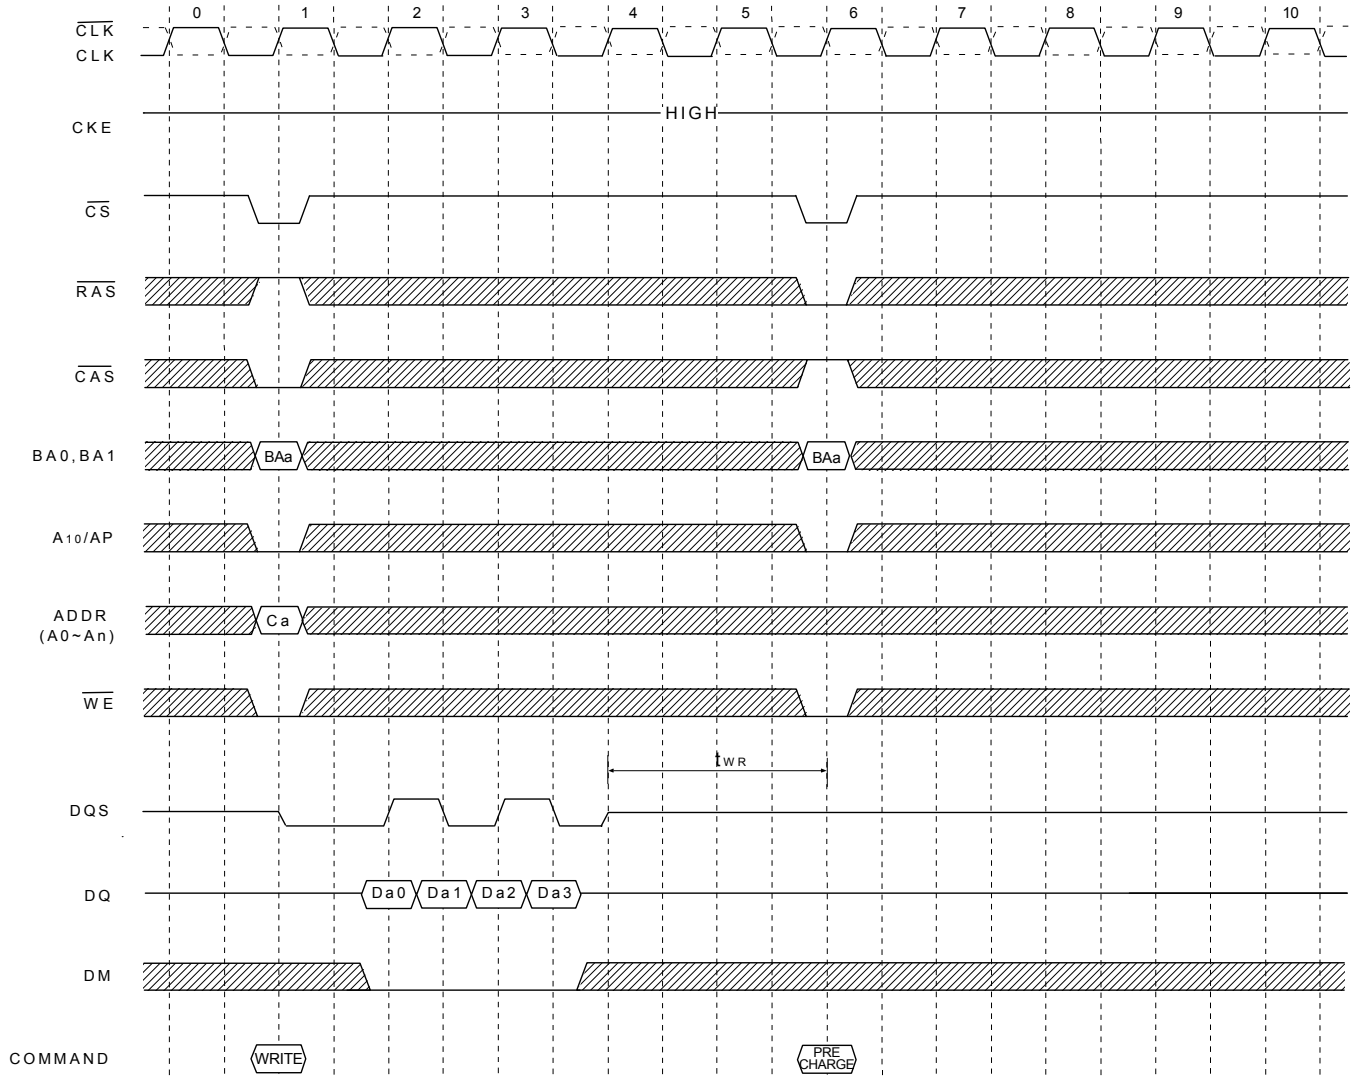 0 1 2 3 4 5 6 7 8 9 10
CLK
CLK
HIGH
CKE
CS
RAS
CAS
BA0,BA1 BAa BAa
A10/AP
ADDR Ca
(A0~An)
WE
tWR
DQS
DQ Da0 Da1 Da2 Da3
DM
COMMAND WRITE PRE
CHARGE